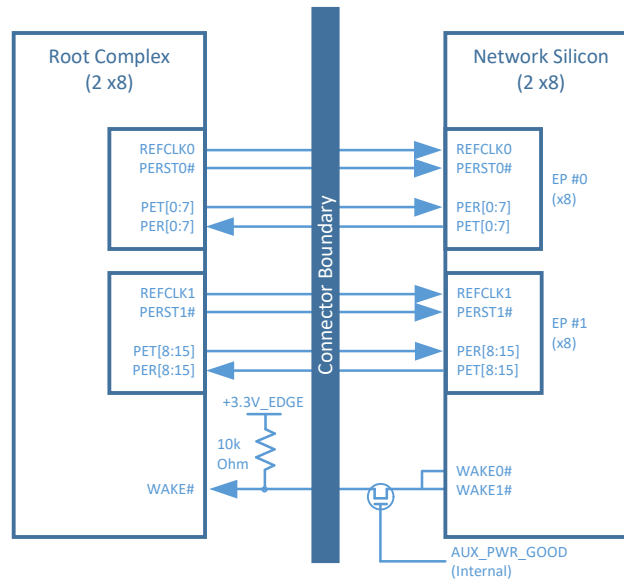 Root Complex
(2 x8)
REFCLK0
PERST0#
PET[0:7]
PER[0:7]
REFCLK1
PERST1#
PET[8:15]
PER[8:15]
+3.3V_EDGE
10k
Ohm
WAKE#
Connector Boundary
Network Silicon
(2 x8)
REFCLK0
PERST0#
PER[0:7]
PET[0:7]
EP #0
(x8)
REFCLK1
PERST1#
PER[8:15]
PET[8:15]
EP #1
(x8)
WAKE0#
WAKE1#
AUX_PWR_GOOD
(Internal)